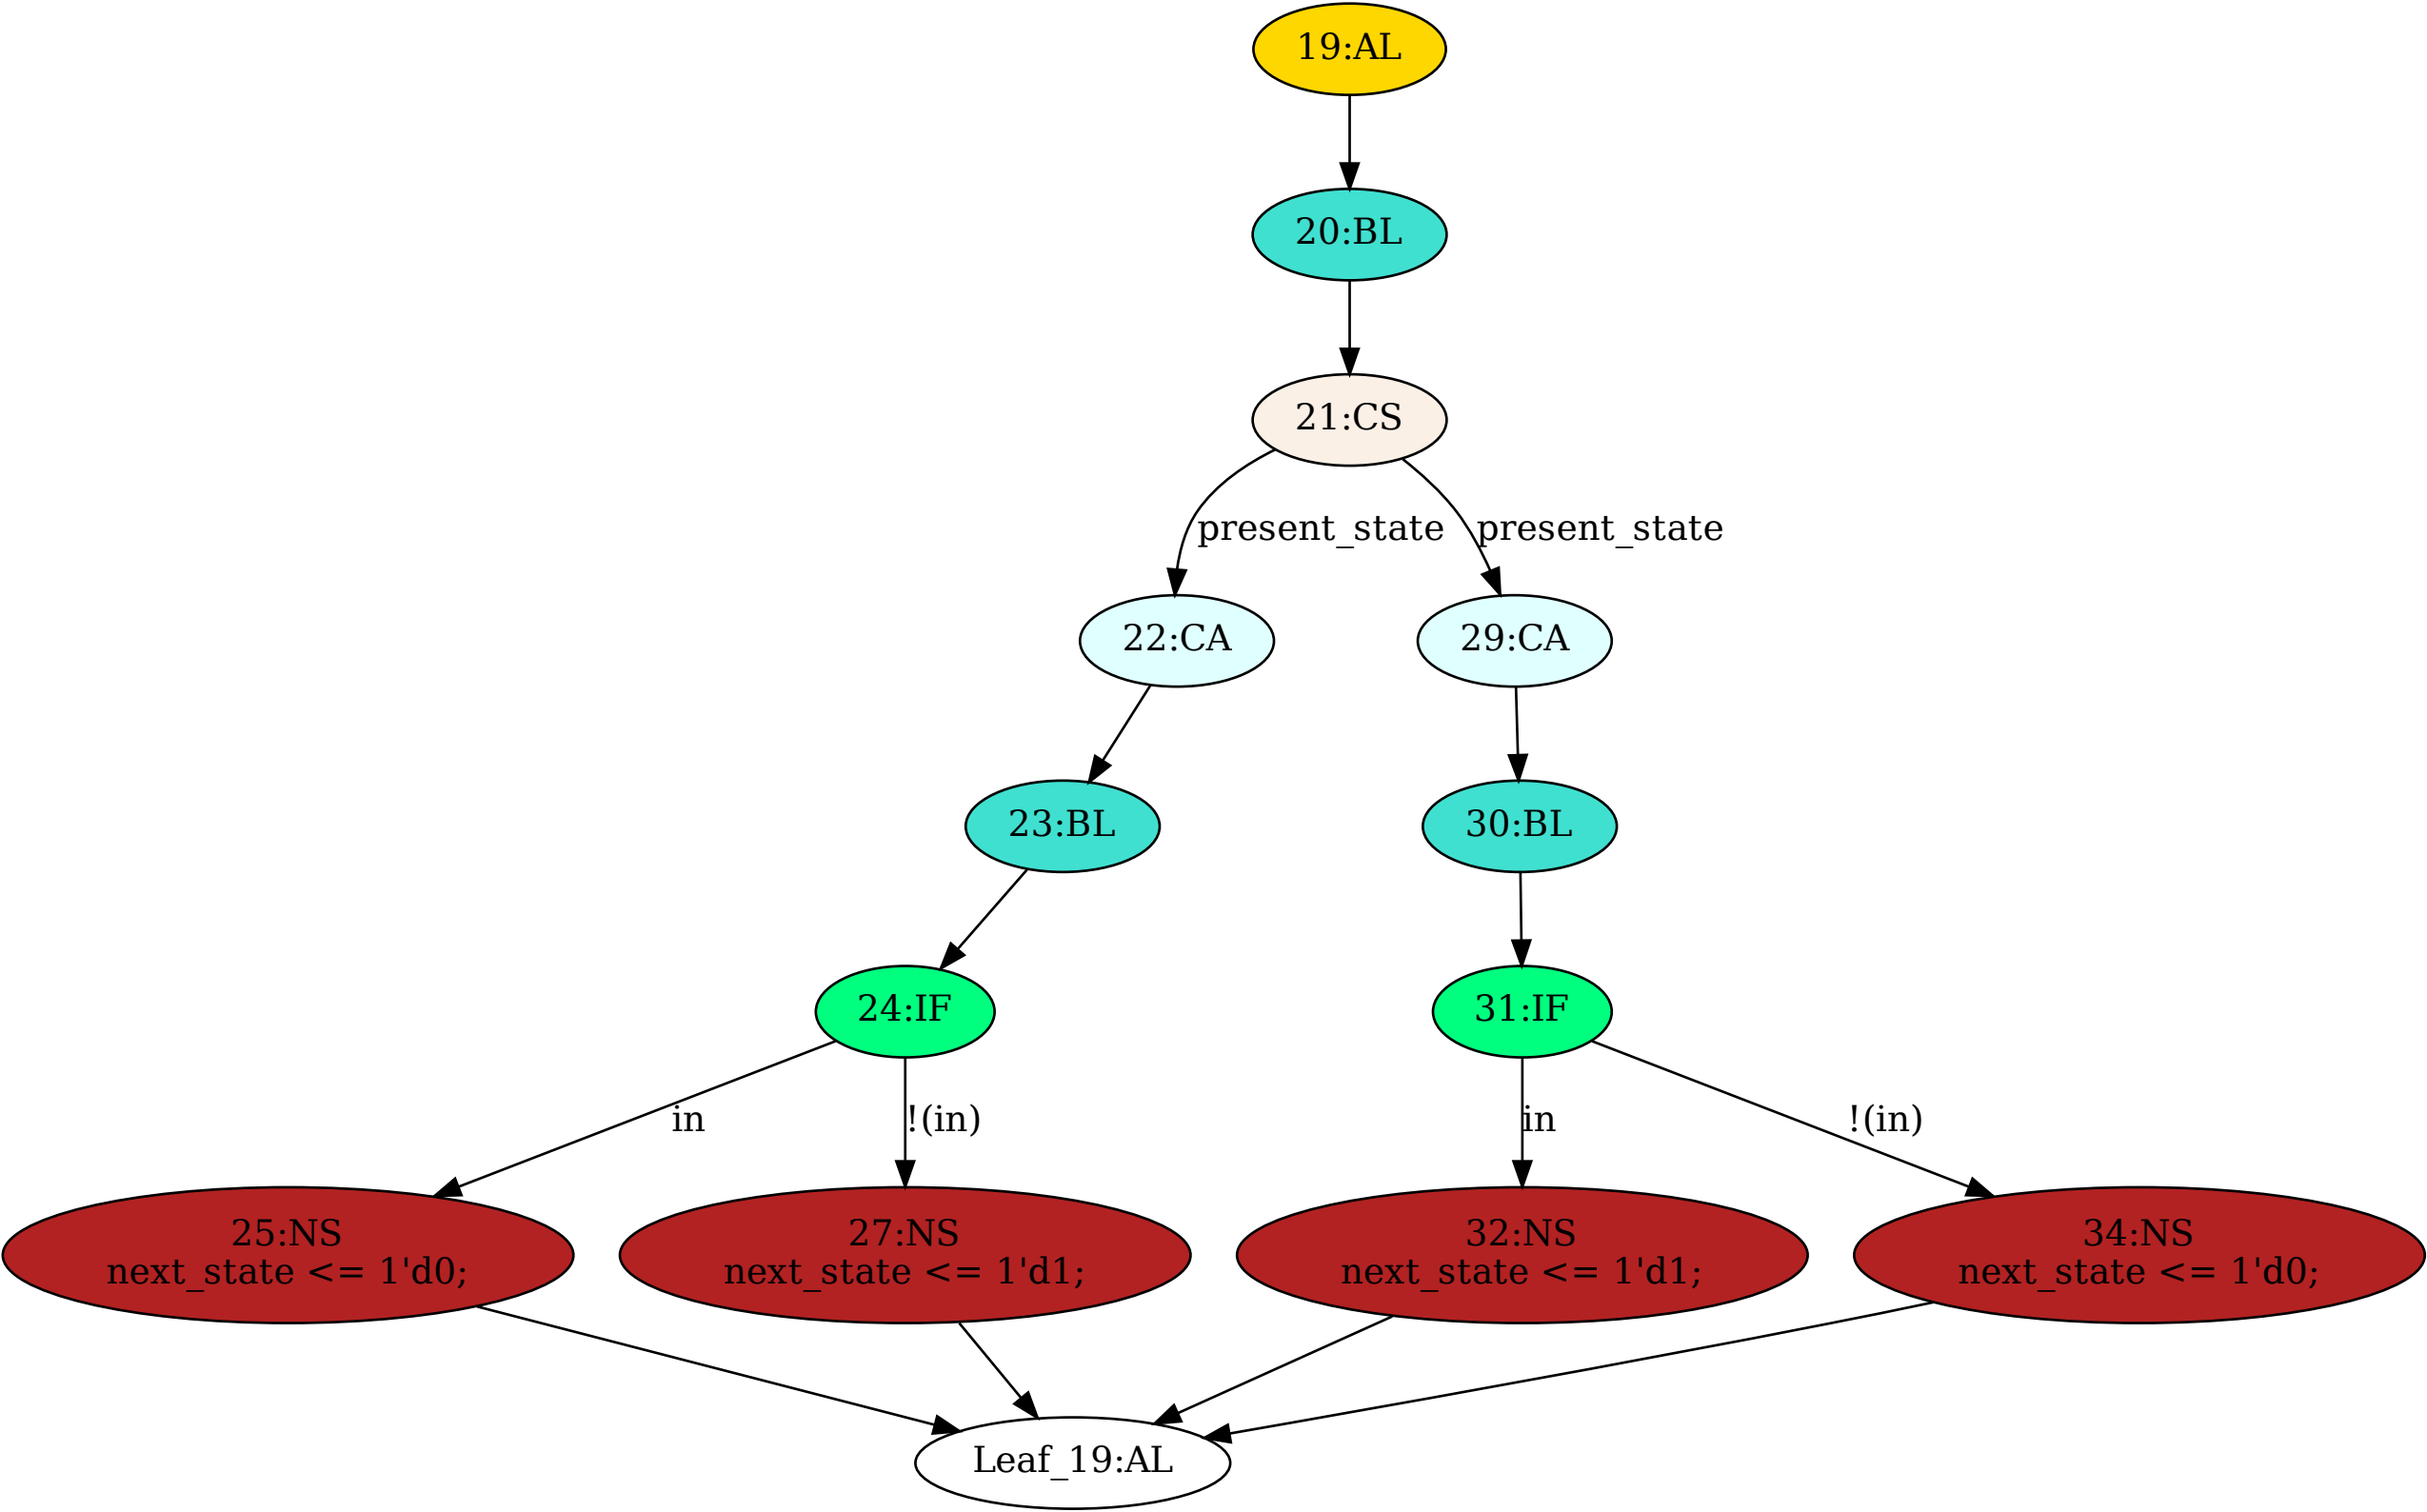 19:AL
20:BL
21:CS
present_state
present_state
22:CA
29:CA
23:BL
30:BL
24:IF
31:IF
in
!(in)
in
!(in)
25:NS
next_state <= 1'd0;
27:NS
next_state <= 1'd1;
32:NS
next_state <= 1'd1;
34:NS
next_state <= 1'd0;
Leaf_19:AL